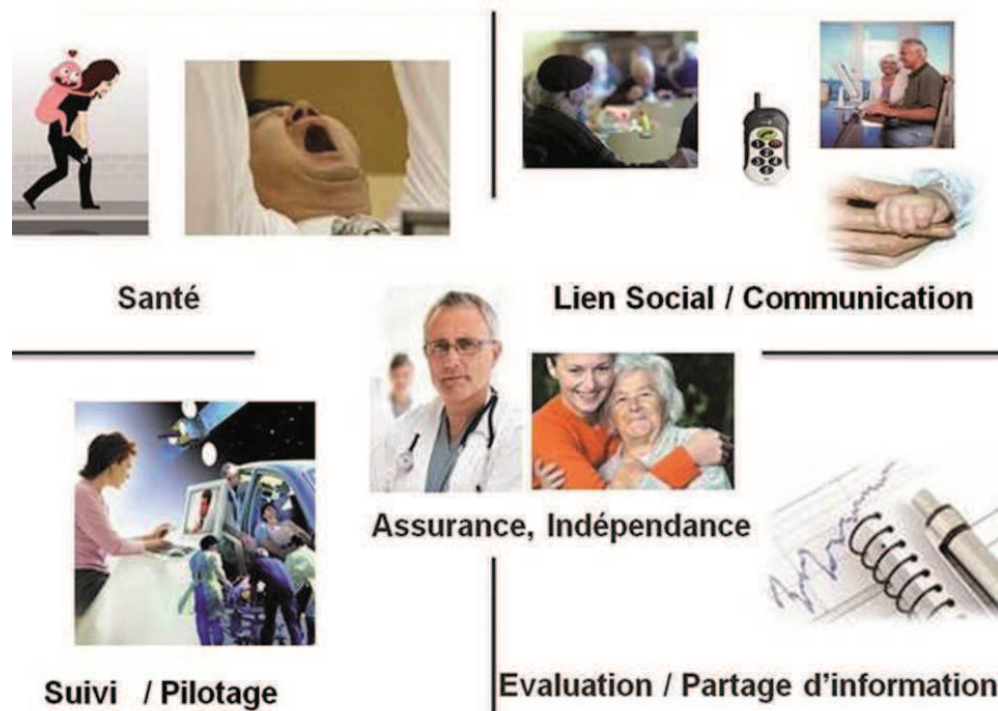 Santé
Lien Social / Communication
Assurance, Indépendance
Suivi / Pilotage
Evaluation / Partage d'information